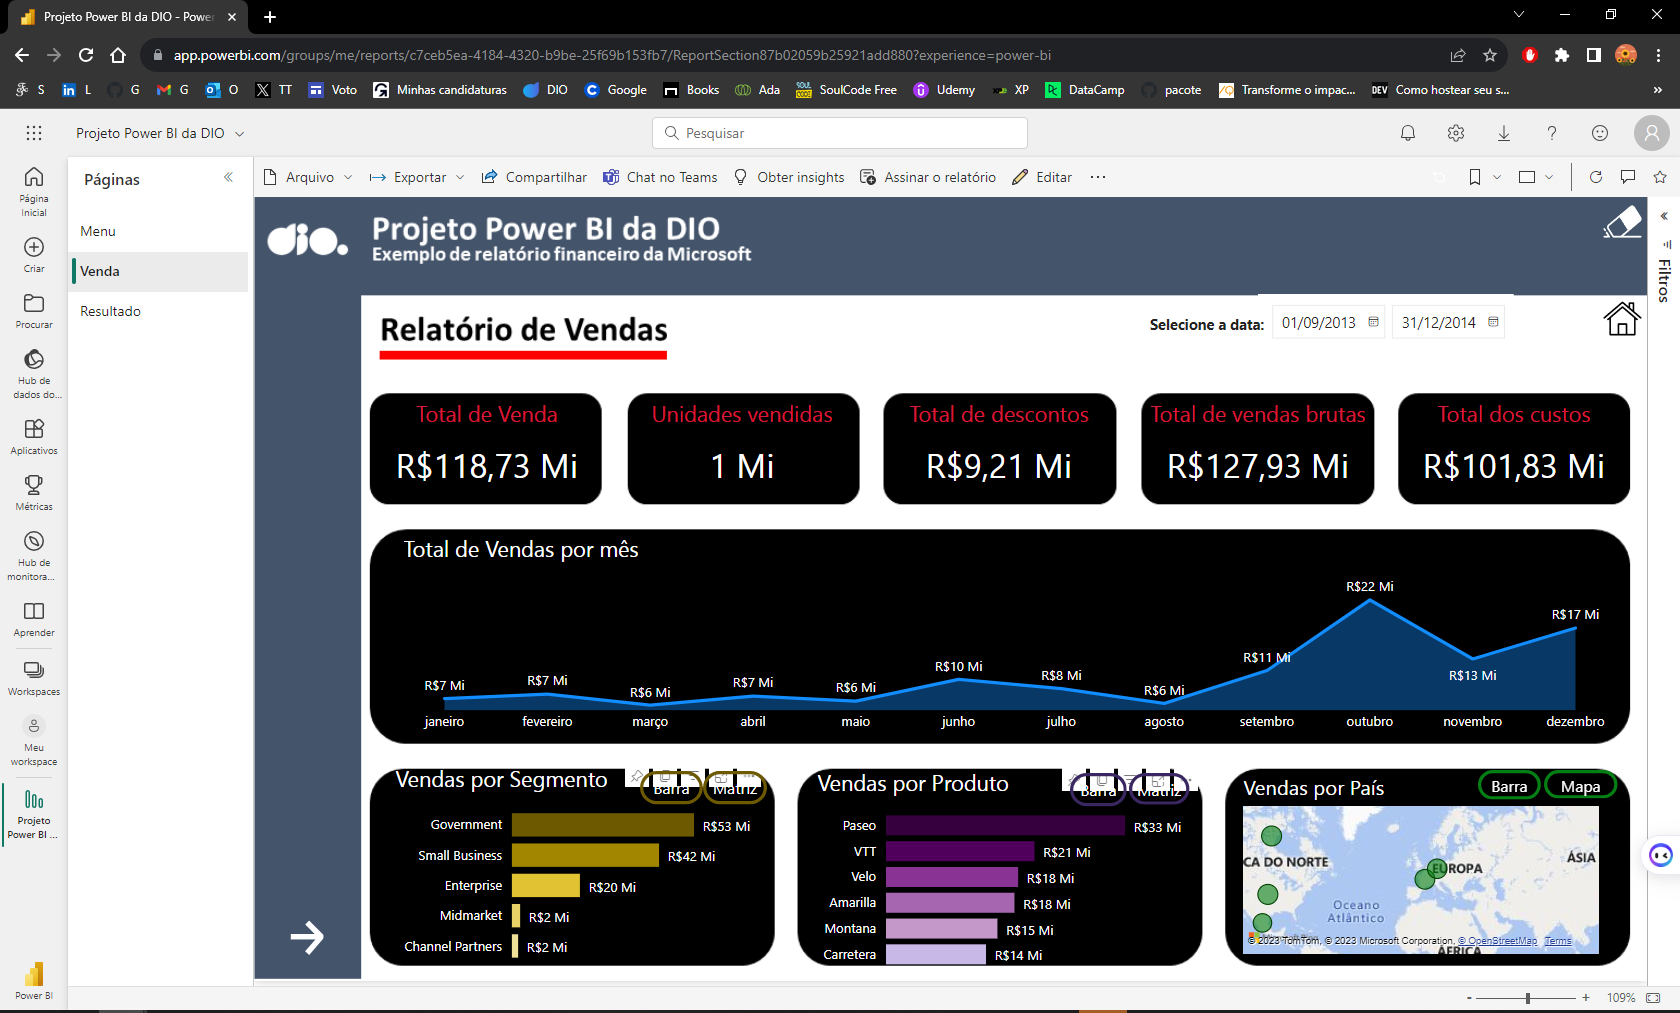 Projeto Power BI da DIO - Power
app.powerbi.com/groups/me/reports/c7ceb5ea-4184-4320-b9be-25f69b153fb7/ReportSection87b02059b25921add880?experience=power-bi
S L G G O TT Voto Minhas candidaturas DIO Google Books Ada SoulCode Free Udemy XP DataCamp pacote Transforme o impac... Como hostear seu s...
Projeto Power BI da DIO
Pesquisar
Página
Inicial
Criar
Procurar
Hub de
dados do...
Aplicativos
Métricas
Hub de
monitora...
Aprender
Workspaces
Meu
workspace
Projeto
Power BI ...
Power BI
Páginas
Menu
Venda
Resultado
Arquivo Exportar Compartilhar Chat no Teams Obter insights Assinar o relatório Editar ...
Filtros
dio.
Projeto Power BI da DIO
Exemplo de relatório financeiro da Microsoft
Relatório de Vendas
Selecione a data: 01/09/2013 31/12/2014
Total de Venda
R$118,73 Mi
Unidades vendidas
1 Mi
Total de descontos
R$9,21 Mi
Total de vendas brutas
R$127,93 Mi
Total dos custos
R$101,83 Mi
Total de Vendas por mês
R$7 Mi R$7 Mi R$6 Mi R$7 Mi R$6 Mi R$10 Mi R$8 Mi R$6 Mi R$11 Mi R$22 Mi R$13 Mi R$17 Mi
janeiro fevereiro março abril maio junho julho agosto setembro outubro novembro dezembro
Vendas por Segmento
Barra Matriz
Government R$53 Mi
Small Business R$42 Mi
Enterprise R$20 Mi
Midmarket R$2 Mi
Channel Partners R$2 Mi
Vendas por Produto
Barra Matriz
Paseo R$33 Mi
VTT R$21 Mi
Velo R$18 Mi
Amarilla R$18 Mi
Montana R$15 Mi
Carretera R$14 Mi
Vendas por País
Barra Mapa
CA DO NORTE
EUROPA
ÁSIA
Oceano
Atlântico
ÁFRICA
© 2023 TomTom, © 2023 Microsoft Corporation, © OpenStreetMap Terms
- + 109%